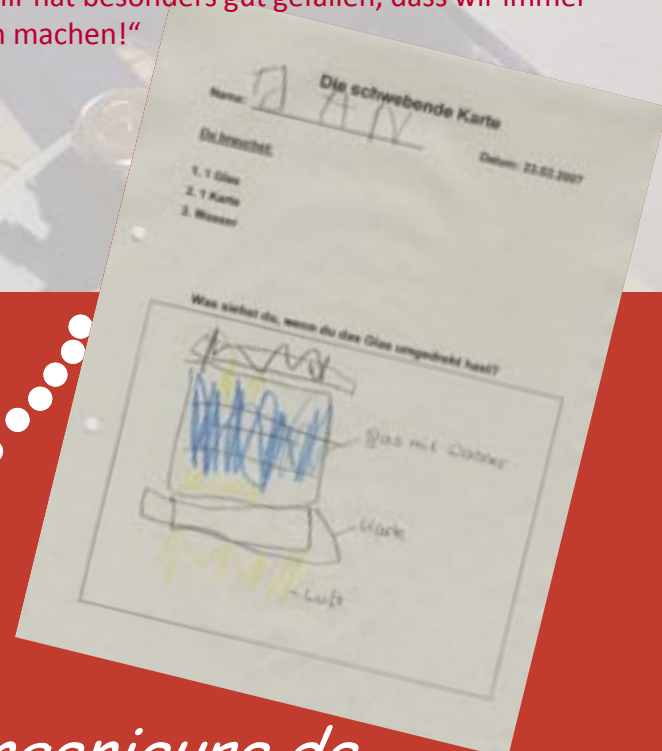 hat besonders gut gefallen, dass wir immer
machen!“
Die schwebende Karte
Name: JAN
Datum: 23.03.2007
Du brauchst:
1. 1 Glas
2. 1 Karte
3. Wasser
Was siehst du, wenn du das Glas umgedreht hast?
glas mit Wasser
Karte
Luft